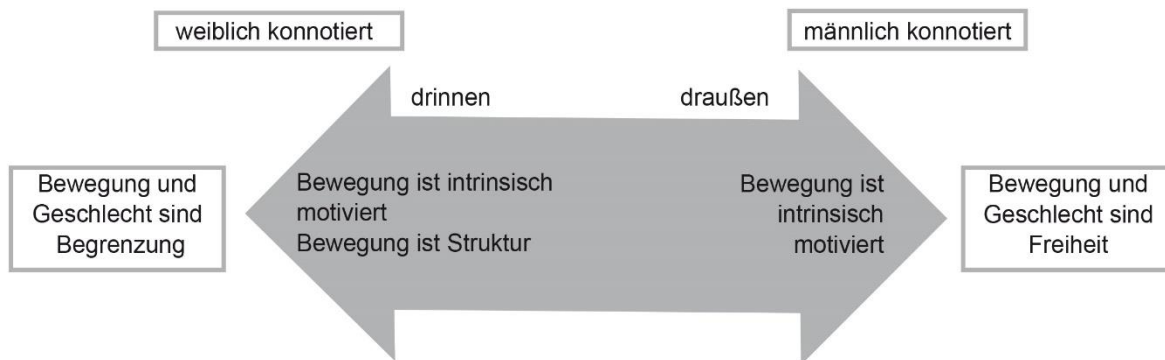 weiblich konnotiert
männlich konnotiert
drinnen
draußen
Bewegung und
Geschlecht sind
Begrenzung
Bewegung ist intrinsisch
motiviert
Bewegung ist Struktur
Bewegung ist
intrinsisch
motiviert
Bewegung und
Geschlecht sind
Freiheit